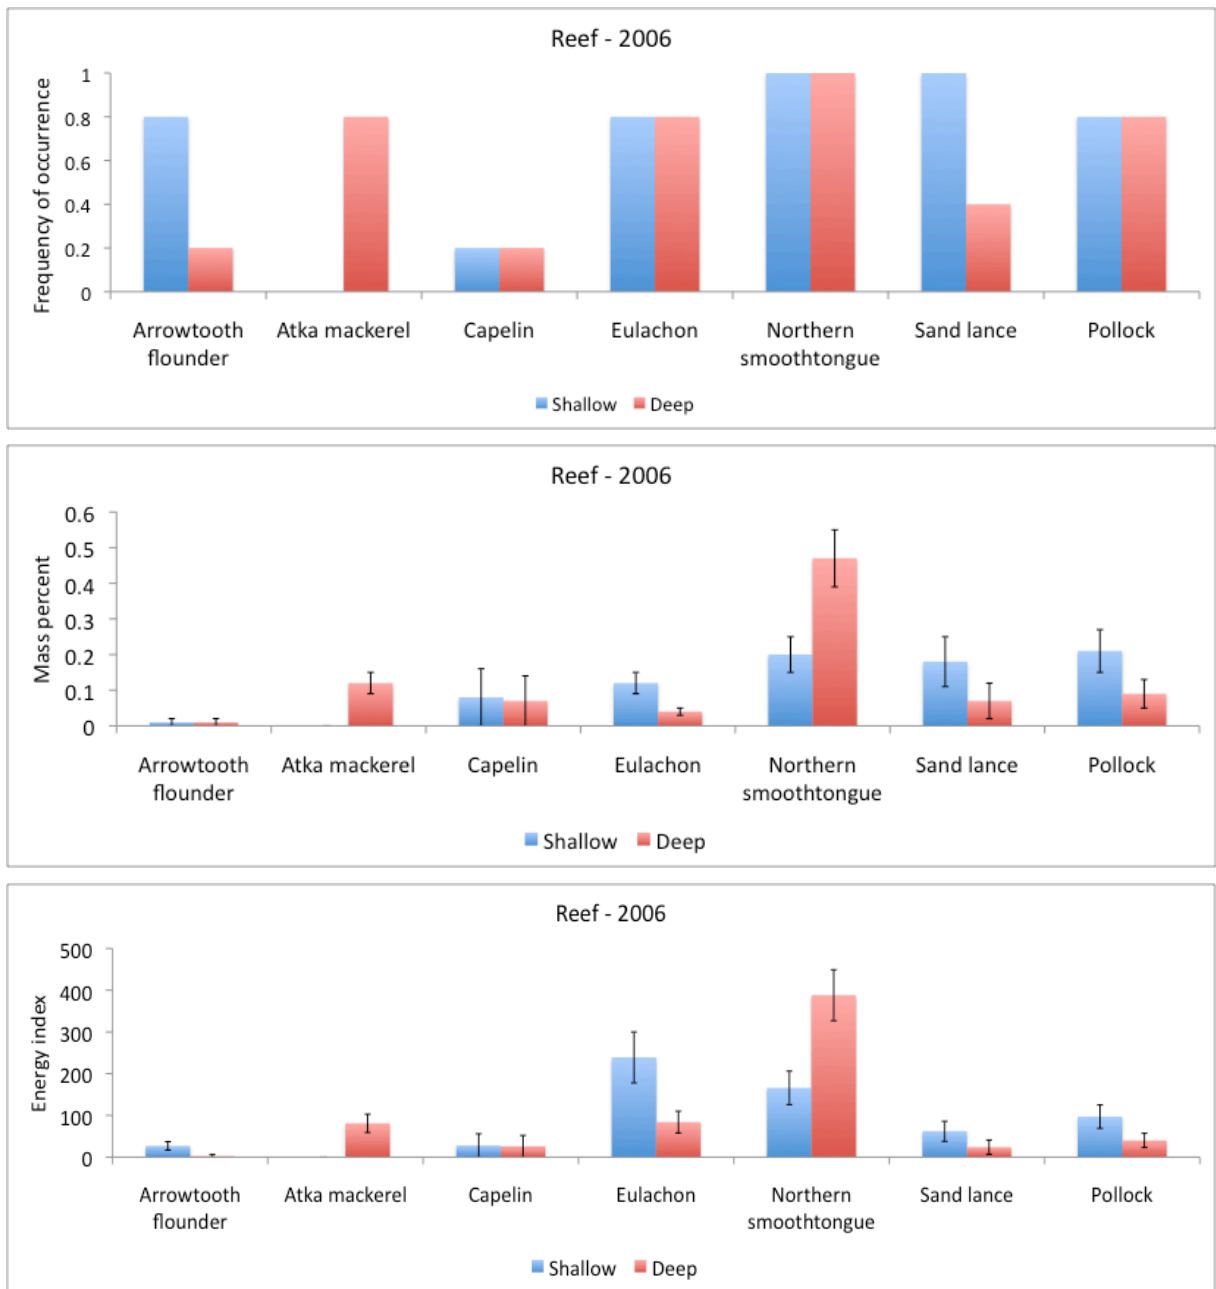 Reef - 2006
Frequency of occurrence
1
0.8
0.6
0.4
0.2
0
Arrowtooth flounder
Atka mackerel
Capelin
Eulachon
Northern smoothtongue
Sand lance
Pollock
Shallow Deep
Reef - 2006
Mass percent
0.6
0.5
0.4
0.3
0.2
0.1
0
Arrowtooth flounder
Atka mackerel
Capelin
Eulachon
Northern smoothtongue
Sand lance
Pollock
Shallow Deep
Reef - 2006
Energy index
500
400
300
200
100
0
Arrowtooth flounder
Atka mackerel
Capelin
Eulachon
Northern smoothtongue
Sand lance
Pollock
Shallow Deep